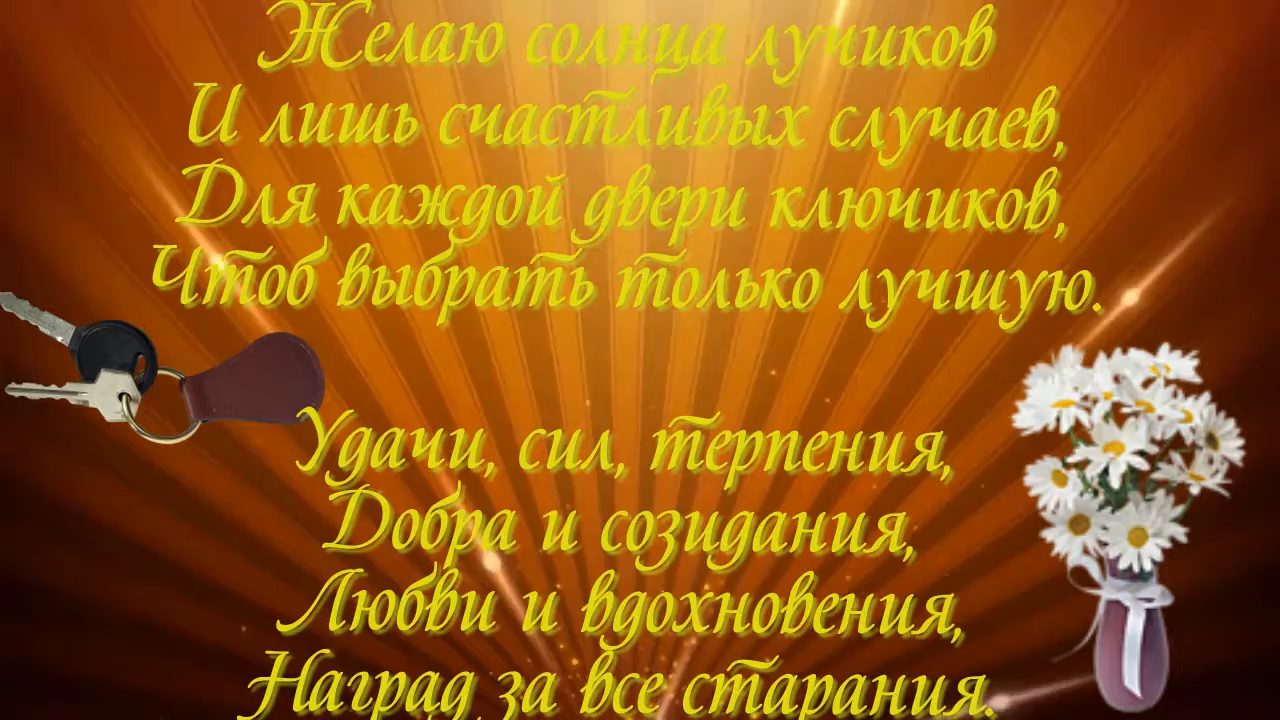 Желаю солнца лучиков
И лишь счастливых случаев,
Для каждой двери ключиков,
Чтоб выбрать только лучшую.
Удачи, сил, терпения,
Добра и созидания,
Любви и вдохновения,
Наград за все старания.